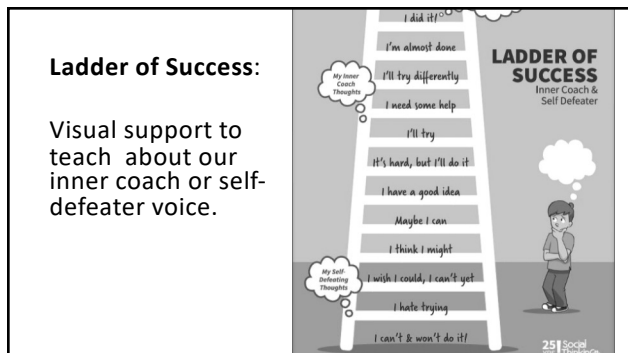 Ladder of Success:
Visual support to
teach about our
inner coach or self-
defeater voice.
I did it!
I'm almost done
I'll try differently
I need some help
I'll try
It's hard, but I'll do it
I have a good idea
Maybe I can
I think I might
I wish I could, I can't yet
I hate trying
I can't & won't do it!
My Inner
Coach
Thoughts
My Self-
Defeating
Thoughts
LADDER OF
SUCCESS
Inner Coach &
Self Defeater
25
Social